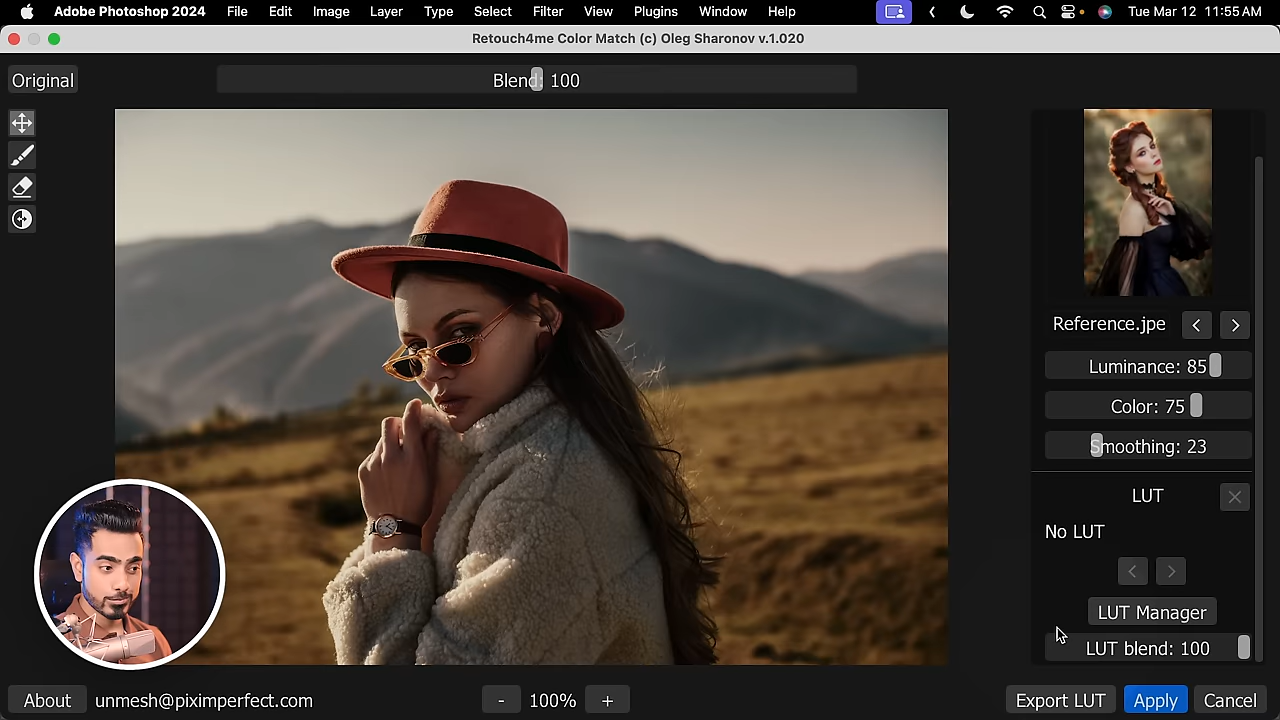 Adobe Photoshop 2024 File Edit Image Layer Type Select Filter View Plugins Window Help Tue Mar 12 11:55 AM
Retouch4me Color Match (c) Oleg Sharonov v.1.020
Original Blend: 100
Reference.jpe < >
Luminance: 85
Color: 75
Smoothing: 23
LUT
No LUT
< >
LUT Manager
LUT blend: 100
About unmesh@piximperfect.com - 100% + Export LUT Apply Cancel